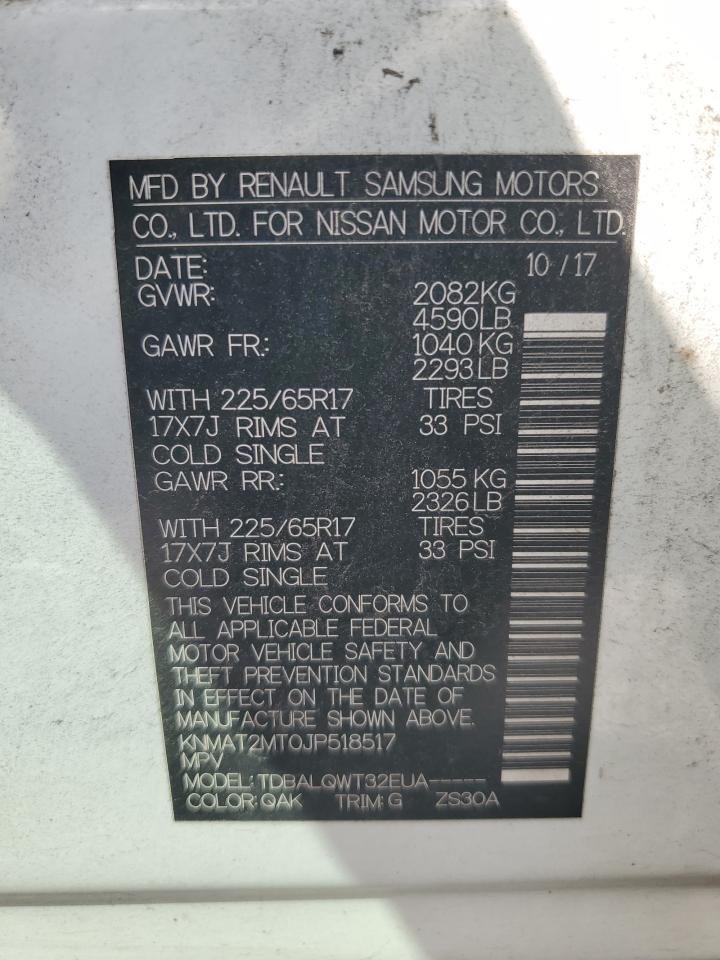 MFD BY RENAULT SAMSUNG MOTORS
CO., LTD. FOR NISSAN MOTOR CO., LTD.
DATE: 10 / 17
GVWR: 2082KG
4590LB
GAWR FR.: 1040 KG
2293 LB
WITH 225/65R17 TIRES
17X7J RIMS AT 33 PSI
COLD SINGLE
GAWR RR.: 1055 KG
2326 LB
WITH 225/65R17 TIRES
17X7J RIMS AT 33 PSI
COLD SINGLE
THIS VEHICLE CONFORMS TO
ALL APPLICABLE FEDERAL
MOTOR VEHICLE SAFETY AND
THEFT PREVENTION STANDARDS
IN EFFECT ON THE DATE OF
MANUFACTURE SHOWN ABOVE.
KNMAT2MT0JP518517
MPV
MODEL: TDBALQWT32EUA-----
COLOR: QAK TRIM: G ZS30A